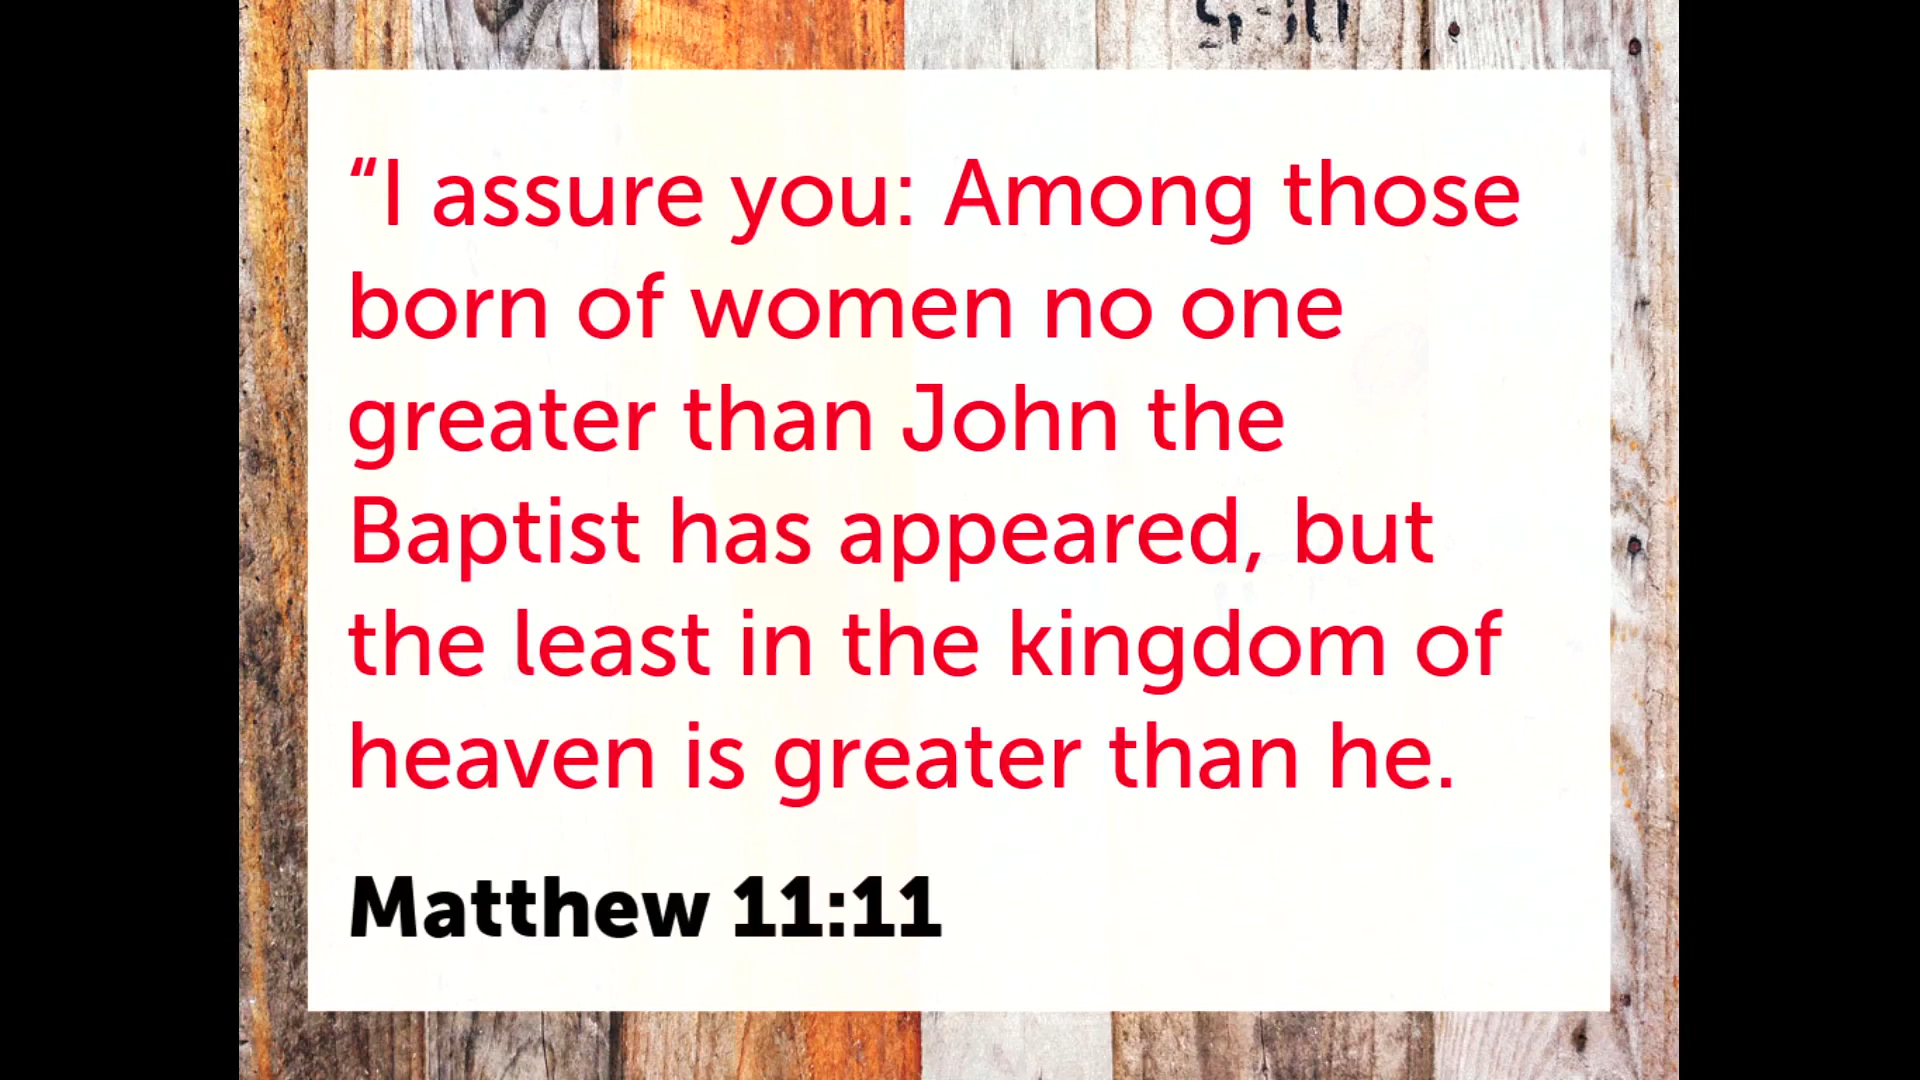 “I assure you: Among those
born of women no one
greater than John the
Baptist has appeared, but
the least in the kingdom of
heaven is greater than he.
Matthew 11:11